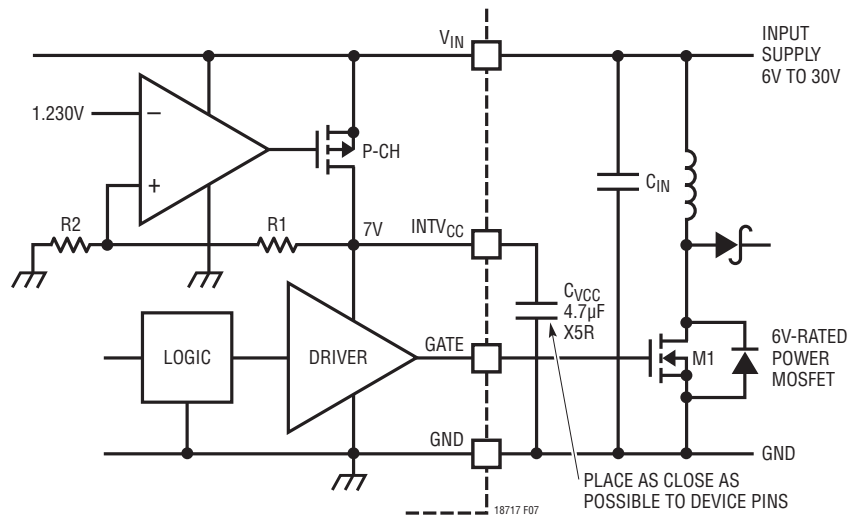 V_IN
INPUT
SUPPLY
6V TO 30V
1.230V
–
+
P-CH
C_IN
R2
R1
7V
INTV_CC
C_VCC
4.7µF
X5R
LOGIC
DRIVER
GATE
M1
6V-RATED
POWER
MOSFET
GND
GND
PLACE AS CLOSE AS
POSSIBLE TO DEVICE PINS
18717 F07